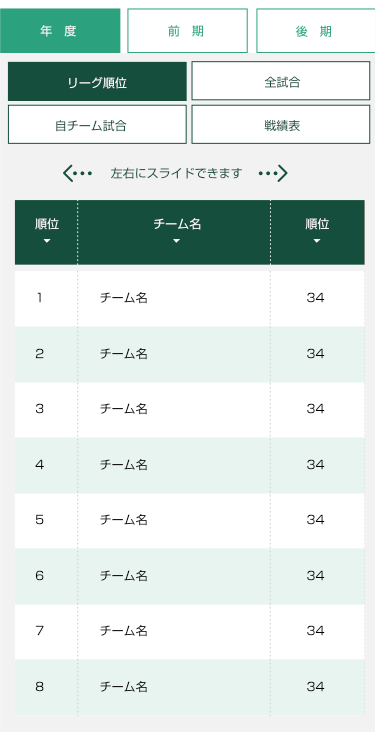 年　度　前　期　後　期
リーグ順位　全試合
自チーム試合　戦績表
左右にスライドできます
順位　チーム名　順位
1　チーム名　34
2　チーム名　34
3　チーム名　34
4　チーム名　34
5　チーム名　34
6　チーム名　34
7　チーム名　34
8　チーム名　34